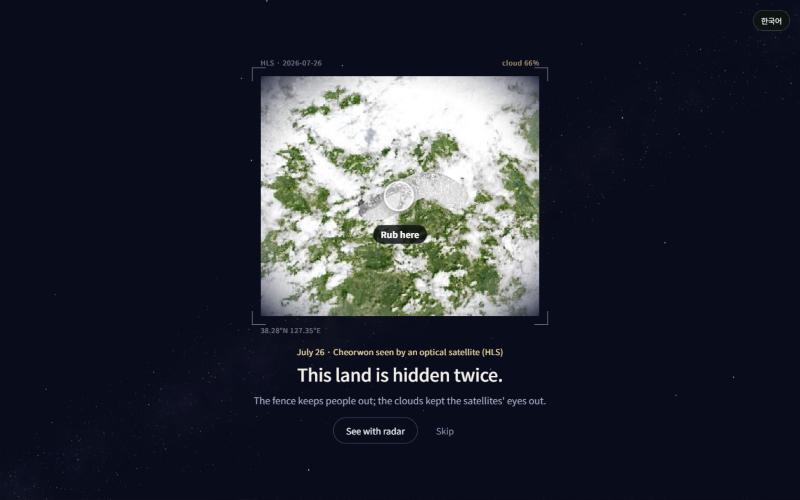 한국어
HLS · 2026-07-26
cloud 66%
Rub here
38.28°N 127.35°E
July 26 · Cheorwon seen by an optical satellite (HLS)
This land is hidden twice.
The fence keeps people out; the clouds kept the satellites' eyes out.
See with radar
Skip